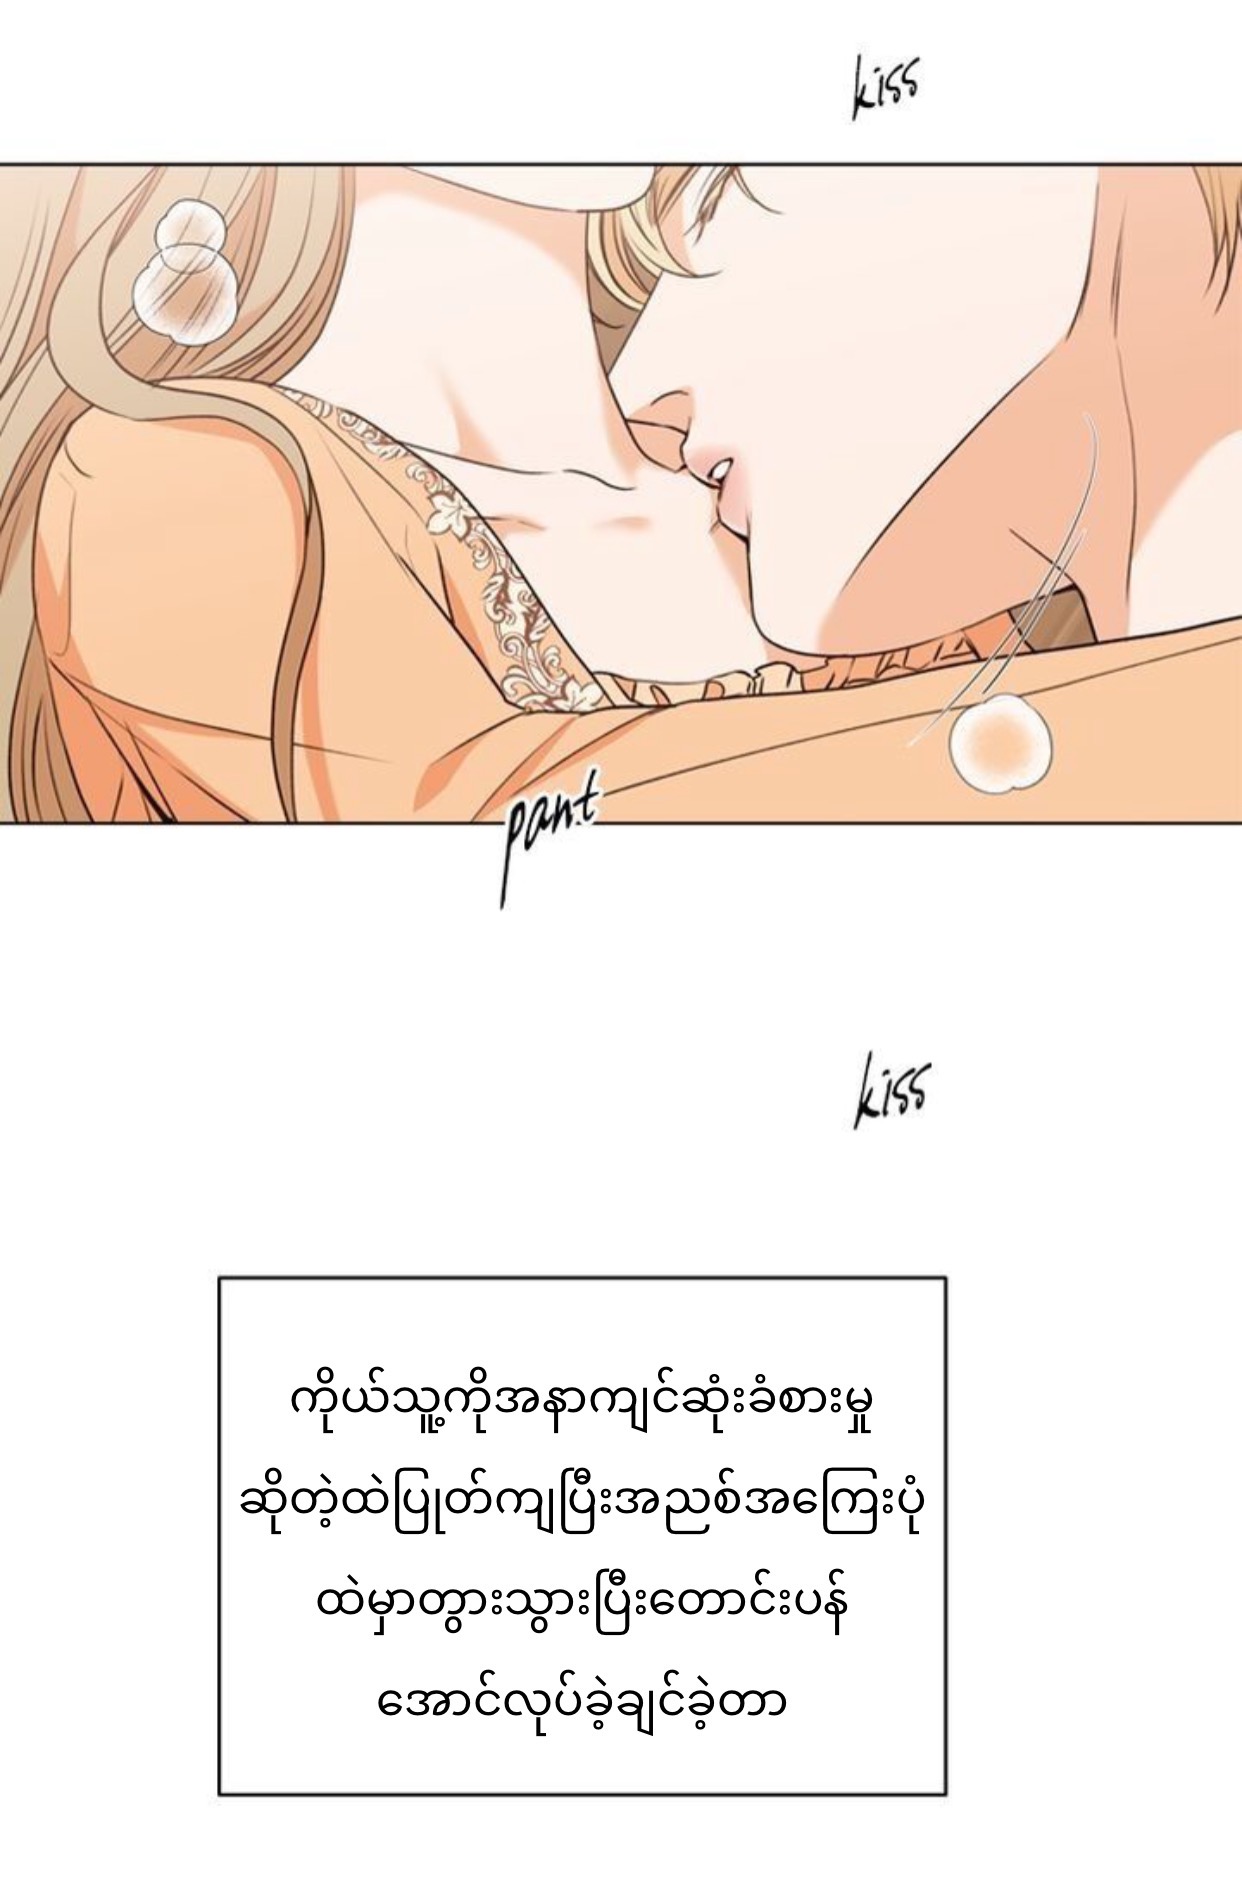 kiss
pant
kiss
ကိုယ်သူ့ကိုအနာကျင်ဆုံးခံစားမှု
ဆိုတဲ့ထဲပြုတ်ကျပြီးအညစ်အကြေးပုံ
ထဲမှာတွားသွားပြီးတောင်းပန်
အောင်လုပ်ခဲ့ချင်ခဲ့တာ